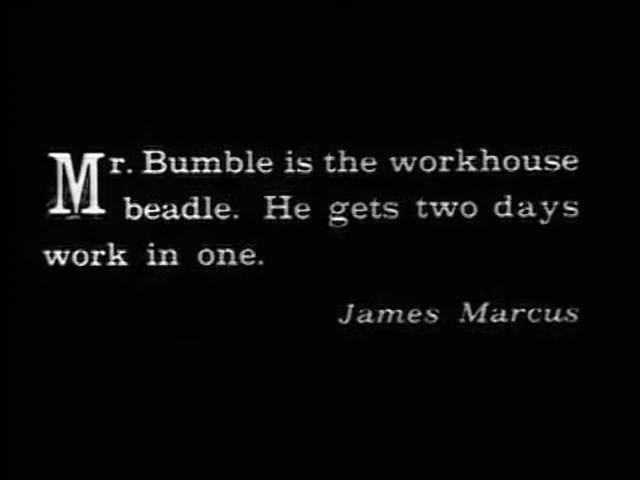 Mr. Bumble is the workhouse
beadle. He gets two days
work in one.
James Marcus